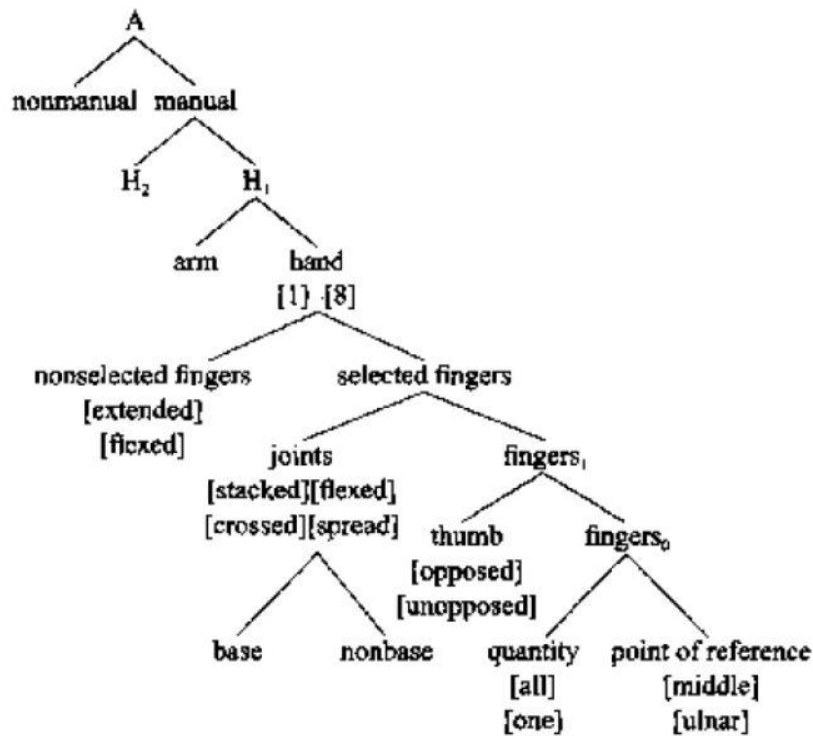 A
nonmanual manual
H₂ H₁
arm hand
[1] -[8]
nonselected fingers selected fingers
[extended]
[flexed]
joints fingers₁
[stacked][flexed]
[crossed][spread]
thumb fingers₀
[opposed]
[unopposed]
base nonbase quantity point of reference
[all] [middle]
[one] [ulnar]